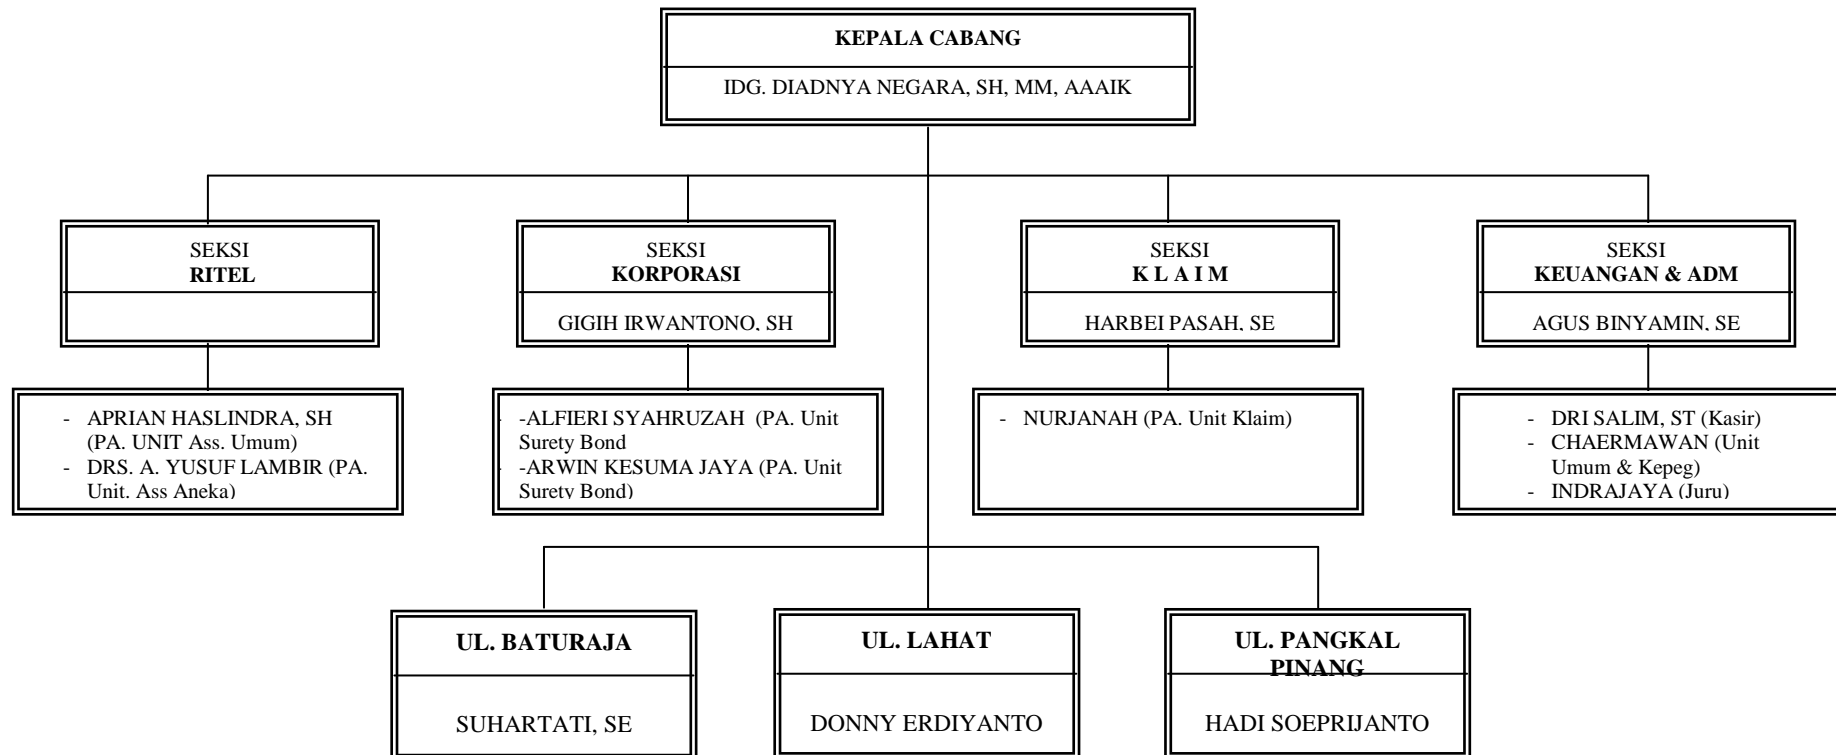 KEPALA CABANG
IDG. DIADNYA NEGARA, SH, MM, AAAIK
SEKSI
RITEL
SEKSI
KORPORASI
GIGIH IRWANTONO, SH
SEKSI
K L A I M
HARBEI PASAH, SE
SEKSI
KEUANGAN & ADM
AGUS BINYAMIN, SE
- APRIAN HASLINDRA, SH
(PA. UNIT Ass. Umum)
- DRS. A. YUSUF LAMBIR (PA.
Unit. Ass Aneka)
- -ALFIERI SYAHRUZAH (PA. Unit
Surety Bond
- -ARWIN KESUMA JAYA (PA. Unit
Surety Bond)
- NURJANAH (PA. Unit Klaim)
- DRI SALIM, ST (Kasir)
- CHAERMAWAN (Unit
Umum & Kepeg)
- INDRAJAYA (Juru)
UL. BATURAJA
SUHARTATI, SE
UL. LAHAT
DONNY ERDIYANTO
UL. PANGKAL
PINANG
HADI SOEPRIJANTO